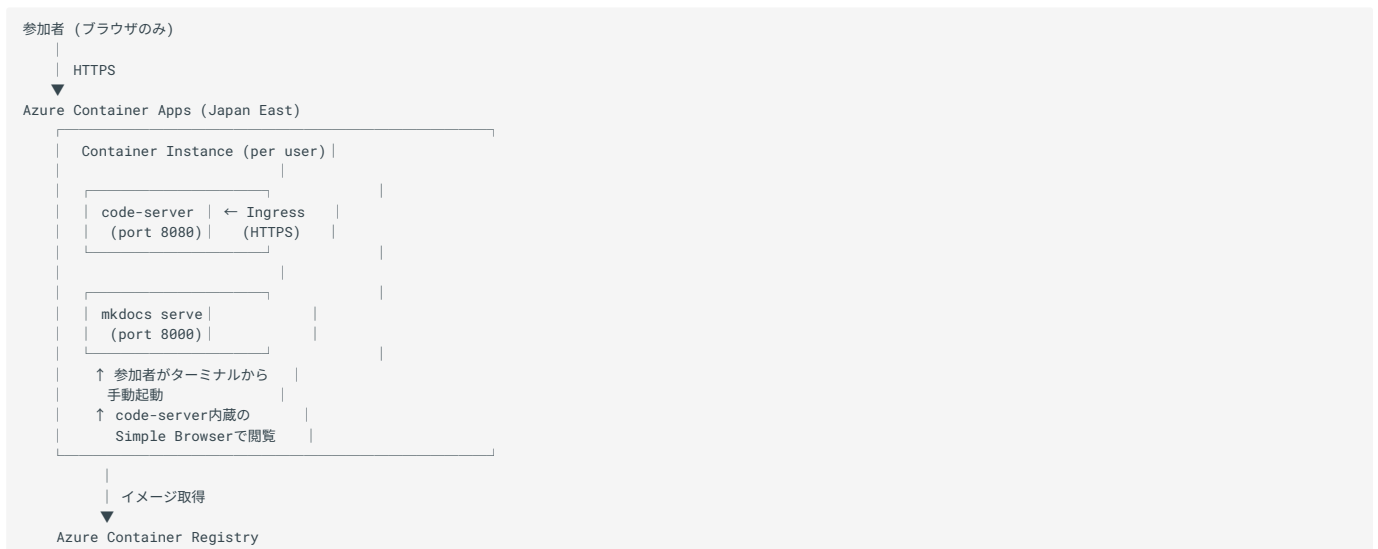 参加者 (ブラウザのみ)
HTTPS
Azure Container Apps (Japan East)
Container Instance (per user)
code-server ← Ingress
(port 8080) (HTTPS)
mkdocs serve
(port 8000)
↑ 参加者がターミナルから
手動起動
↑ code-server内蔵の
Simple Browserで閲覧
イメージ取得
Azure Container Registry